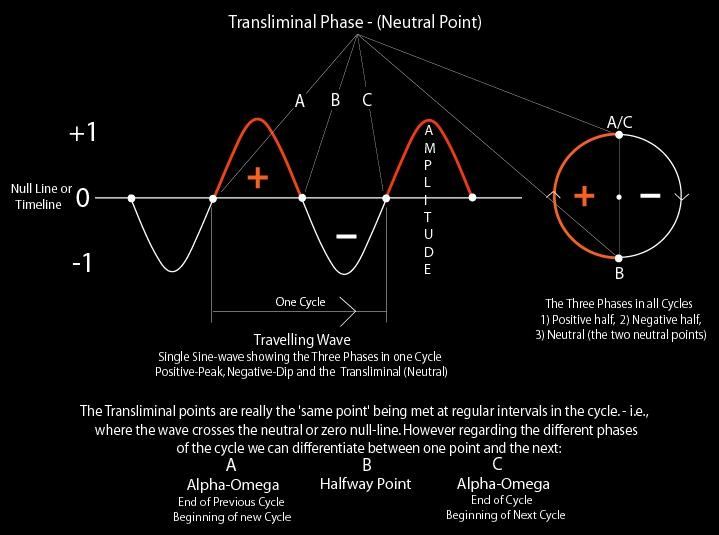 Transliminal Phase - (Neutral Point)
A B C
A/C
+1
Null Line or
Timeline
0
-1
+
−
AMPLITUDE
+
−
B
One Cycle
Travelling Wave
Single Sine-wave showing the Three Phases in one Cycle
Positive-Peak, Negative-Dip and the Transliminal (Neutral)
The Three Phases in all Cycles
1) Positive half, 2) Negative half,
3) Neutral (the two neutral points)
The Transliminal points are really the 'same point' being met at regular intervals in the cycle. - i.e.,
where the wave crosses the neutral or zero null-line. However regarding the different phases
of the cycle we can differentiate between one point and the next:
A
Alpha-Omega
End of Previous Cycle
Beginning of new Cycle
B
Halfway Point
C
Alpha-Omega
End of Cycle
Beginning of Next Cycle